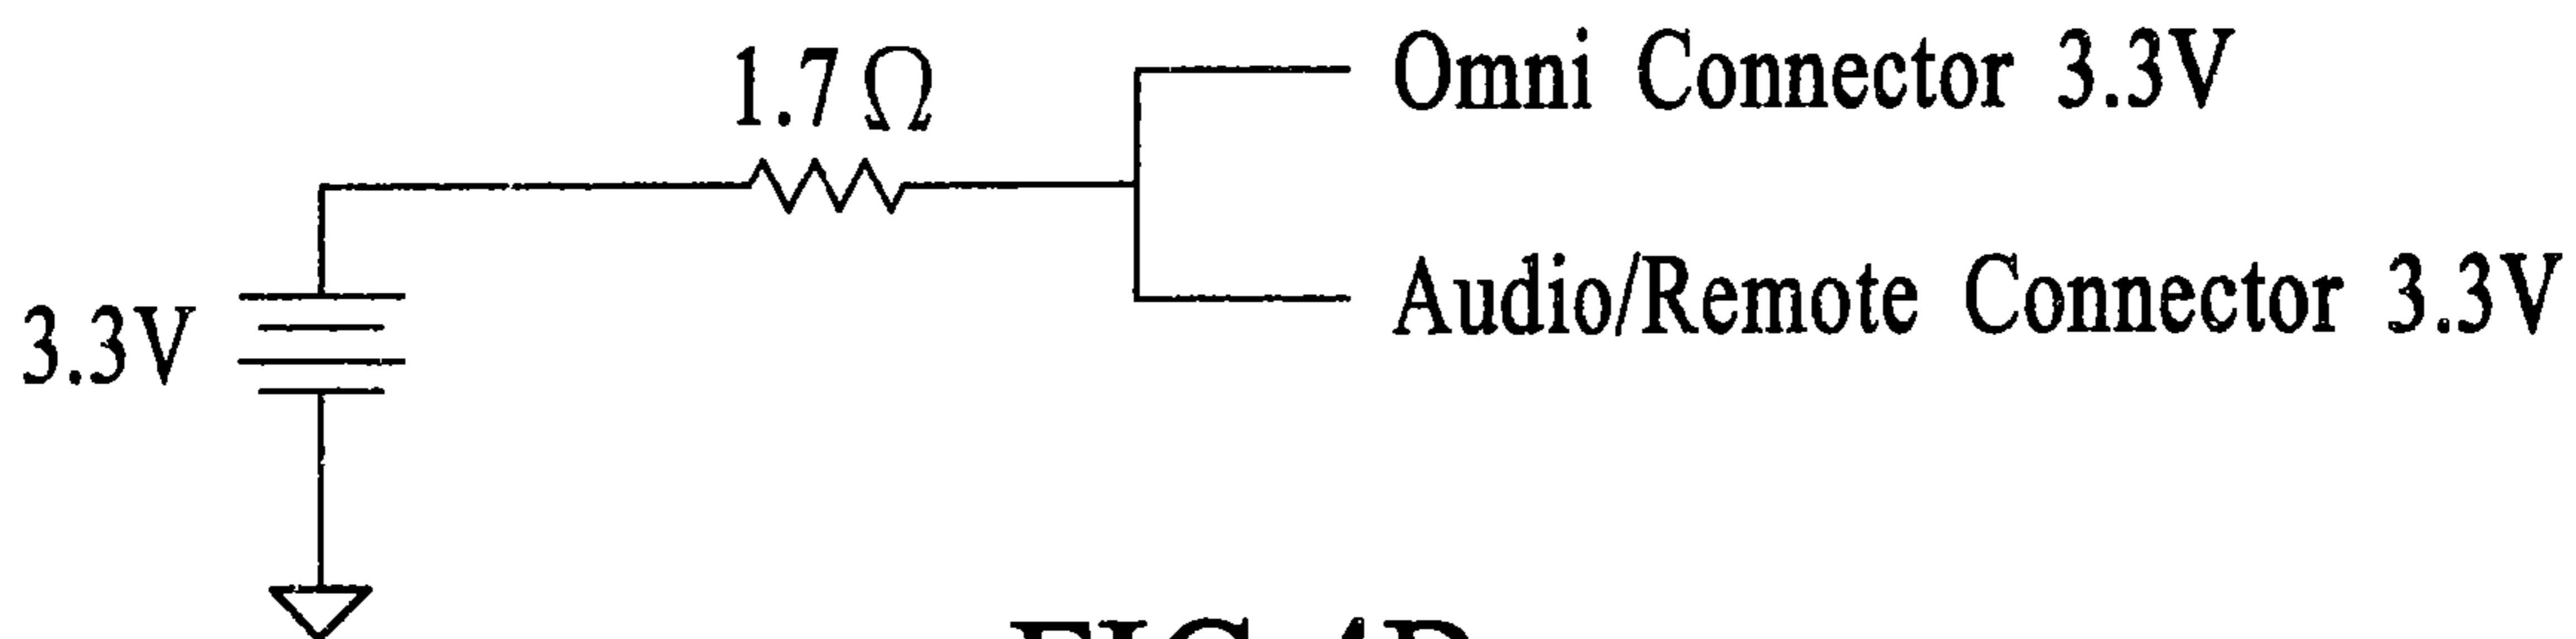 1.7 Ω
Omni Connector 3.3V
3.3V
Audio/Remote Connector 3.3V